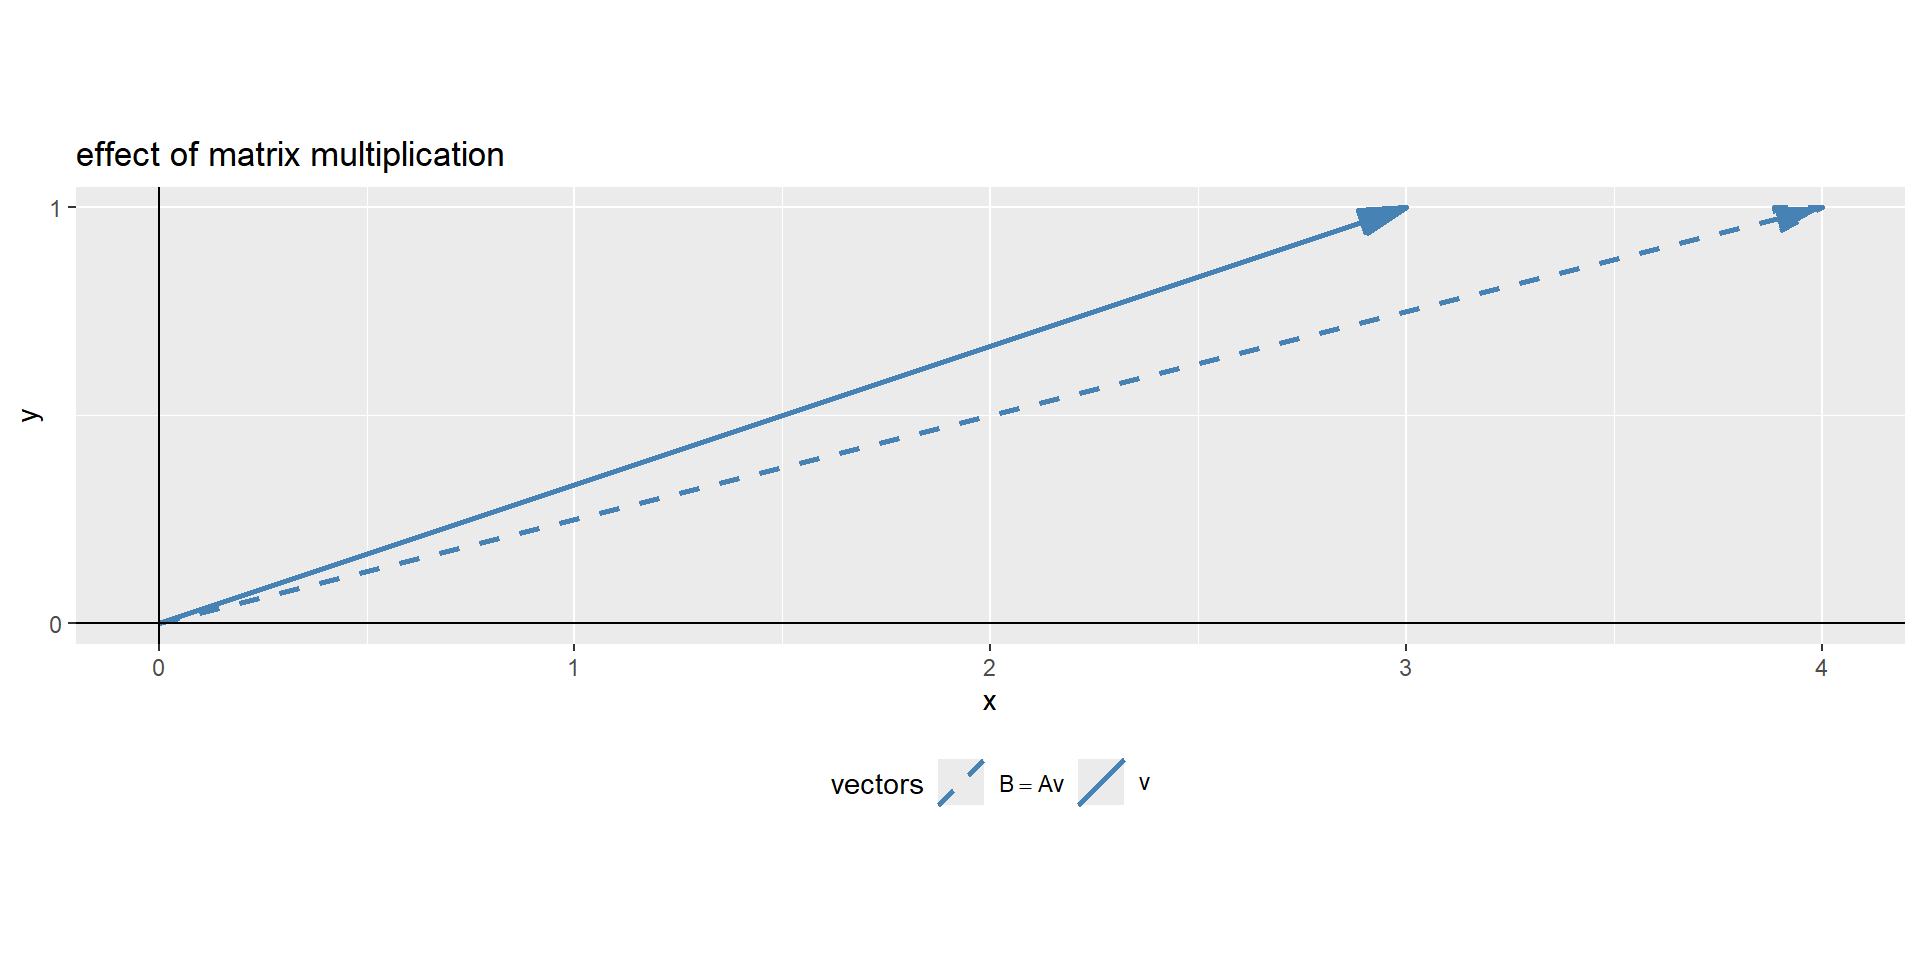 effect of matrix multiplication
1
y
0
0 1 2 3 4
x
vectors B = Av v